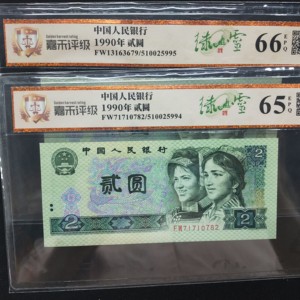 嘉禾评级
中国人民银行
1990年 贰圆
FW13163679/510025995
66 EPQ
嘉禾评级
中国人民银行
1990年 贰圆
FW71710782/510025994
65 EPQ
中国人民银行
贰圆
2
2
FW71710782